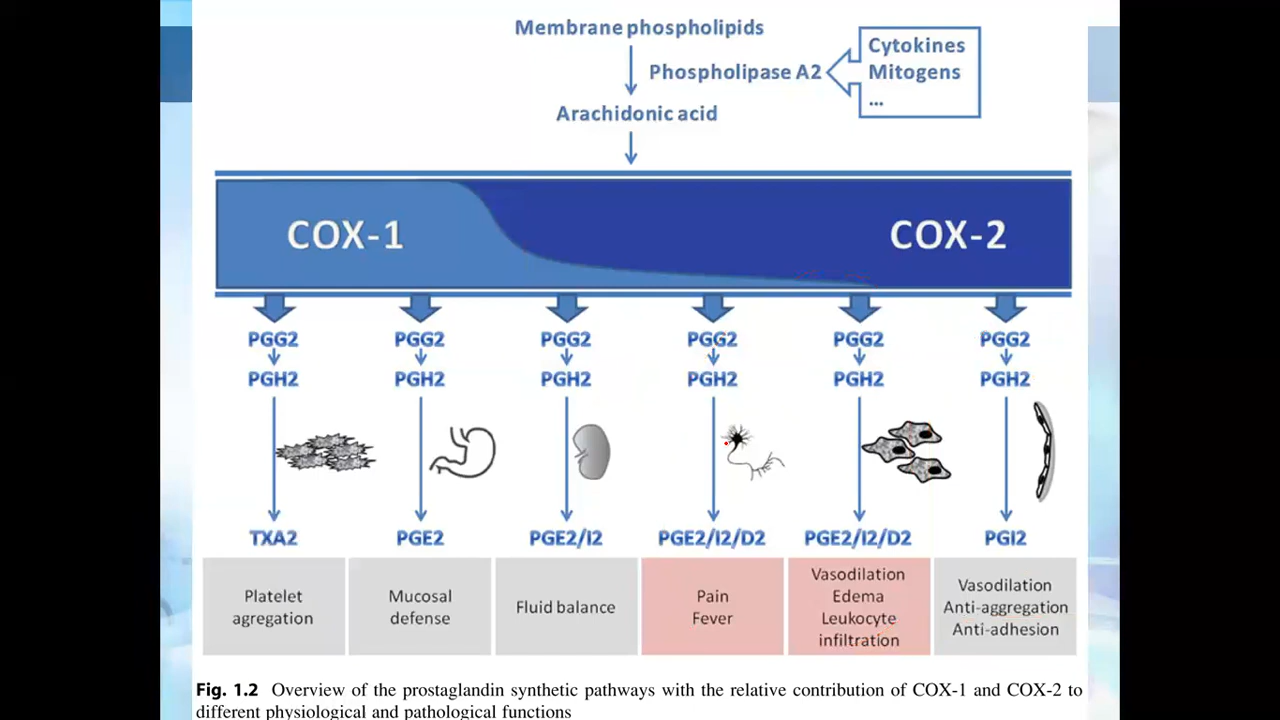 Membrane phospholipids
Phospholipase A2
Cytokines
Mitogens
...
Arachidonic acid
COX-1
COX-2
PGG2
PGG2
PGG2
PGG2
PGG2
PGG2
PGH2
PGH2
PGH2
PGH2
PGH2
PGH2
TXA2
PGE2
PGE2/I2
PGE2/I2/D2
PGE2/I2/D2
PGI2
Platelet
agregation
Mucosal
defense
Fluid balance
Pain
Fever
Vasodilation
Edema
Leukocyte
infiltration
Vasodilation
Anti-aggregation
Anti-adhesion
Fig. 1.2 Overview of the prostaglandin synthetic pathways with the relative contribution of COX-1 and COX-2 to
different physiological and pathological functions